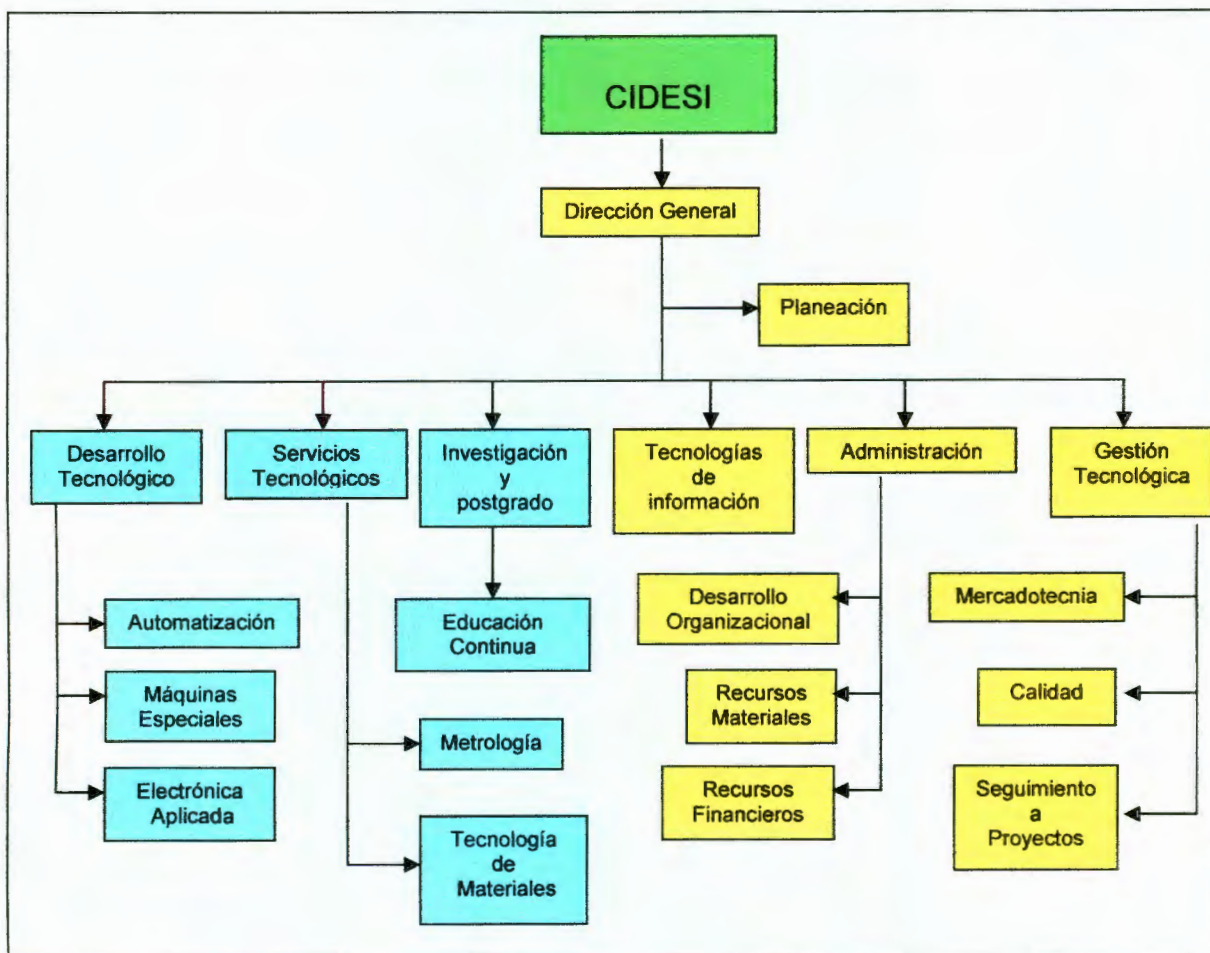 CIDESI
Dirección General
Planeación
Desarrollo
Tecnológico
Servicios
Tecnológicos
Investigación
y
postgrado
Tecnologías
de
información
Administración
Gestión
Tecnológica
Automatización
Máquinas
Especiales
Electrónica
Aplicada
Educación
Continua
Metrología
Tecnología
de
Materiales
Desarrollo
Organizacional
Recursos
Materiales
Recursos
Financieros
Mercadotecnia
Calidad
Seguimiento
a
Proyectos